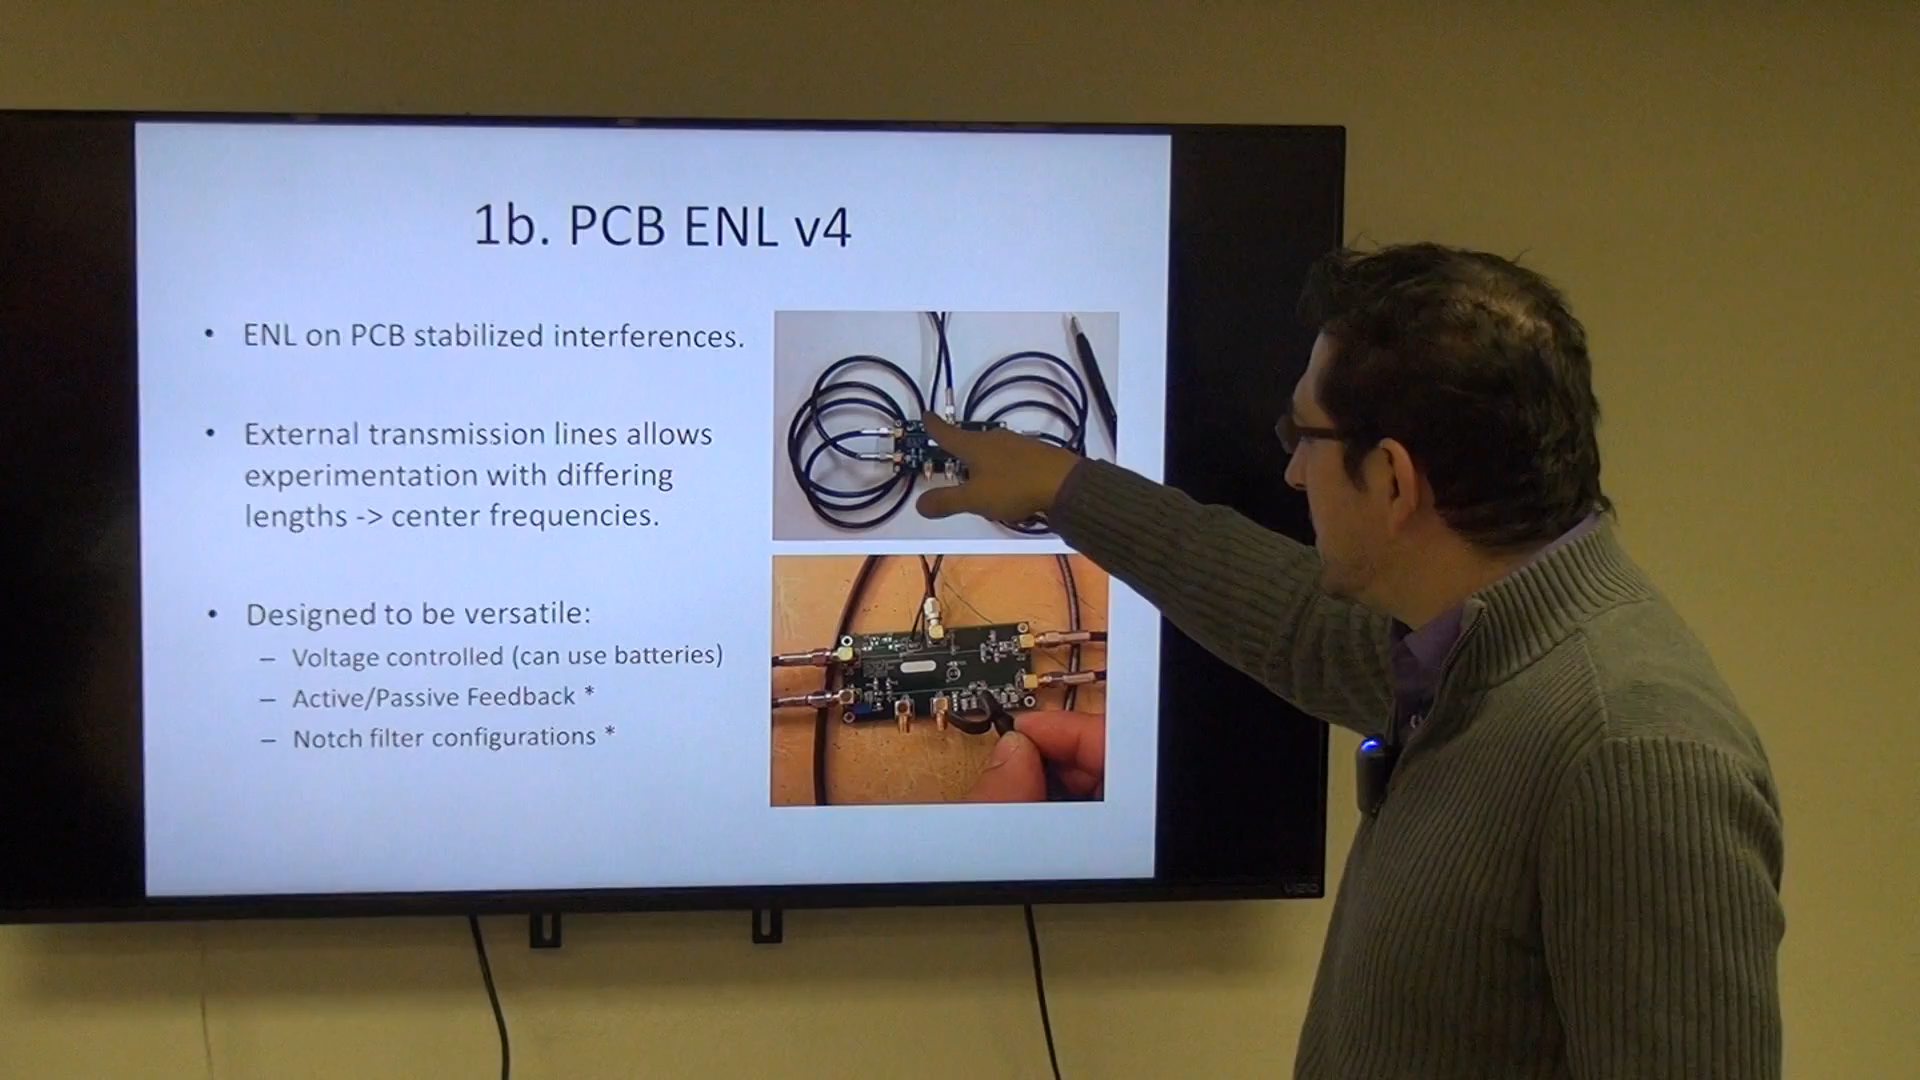 1b. PCB ENL v4
• ENL on PCB stabilized interferences.
• External transmission lines allows
experimentation with differing
lengths -> center frequencies.
• Designed to be versatile:
– Voltage controlled (can use batteries)
– Active/Passive Feedback *
– Notch filter configurations *
VIZIO